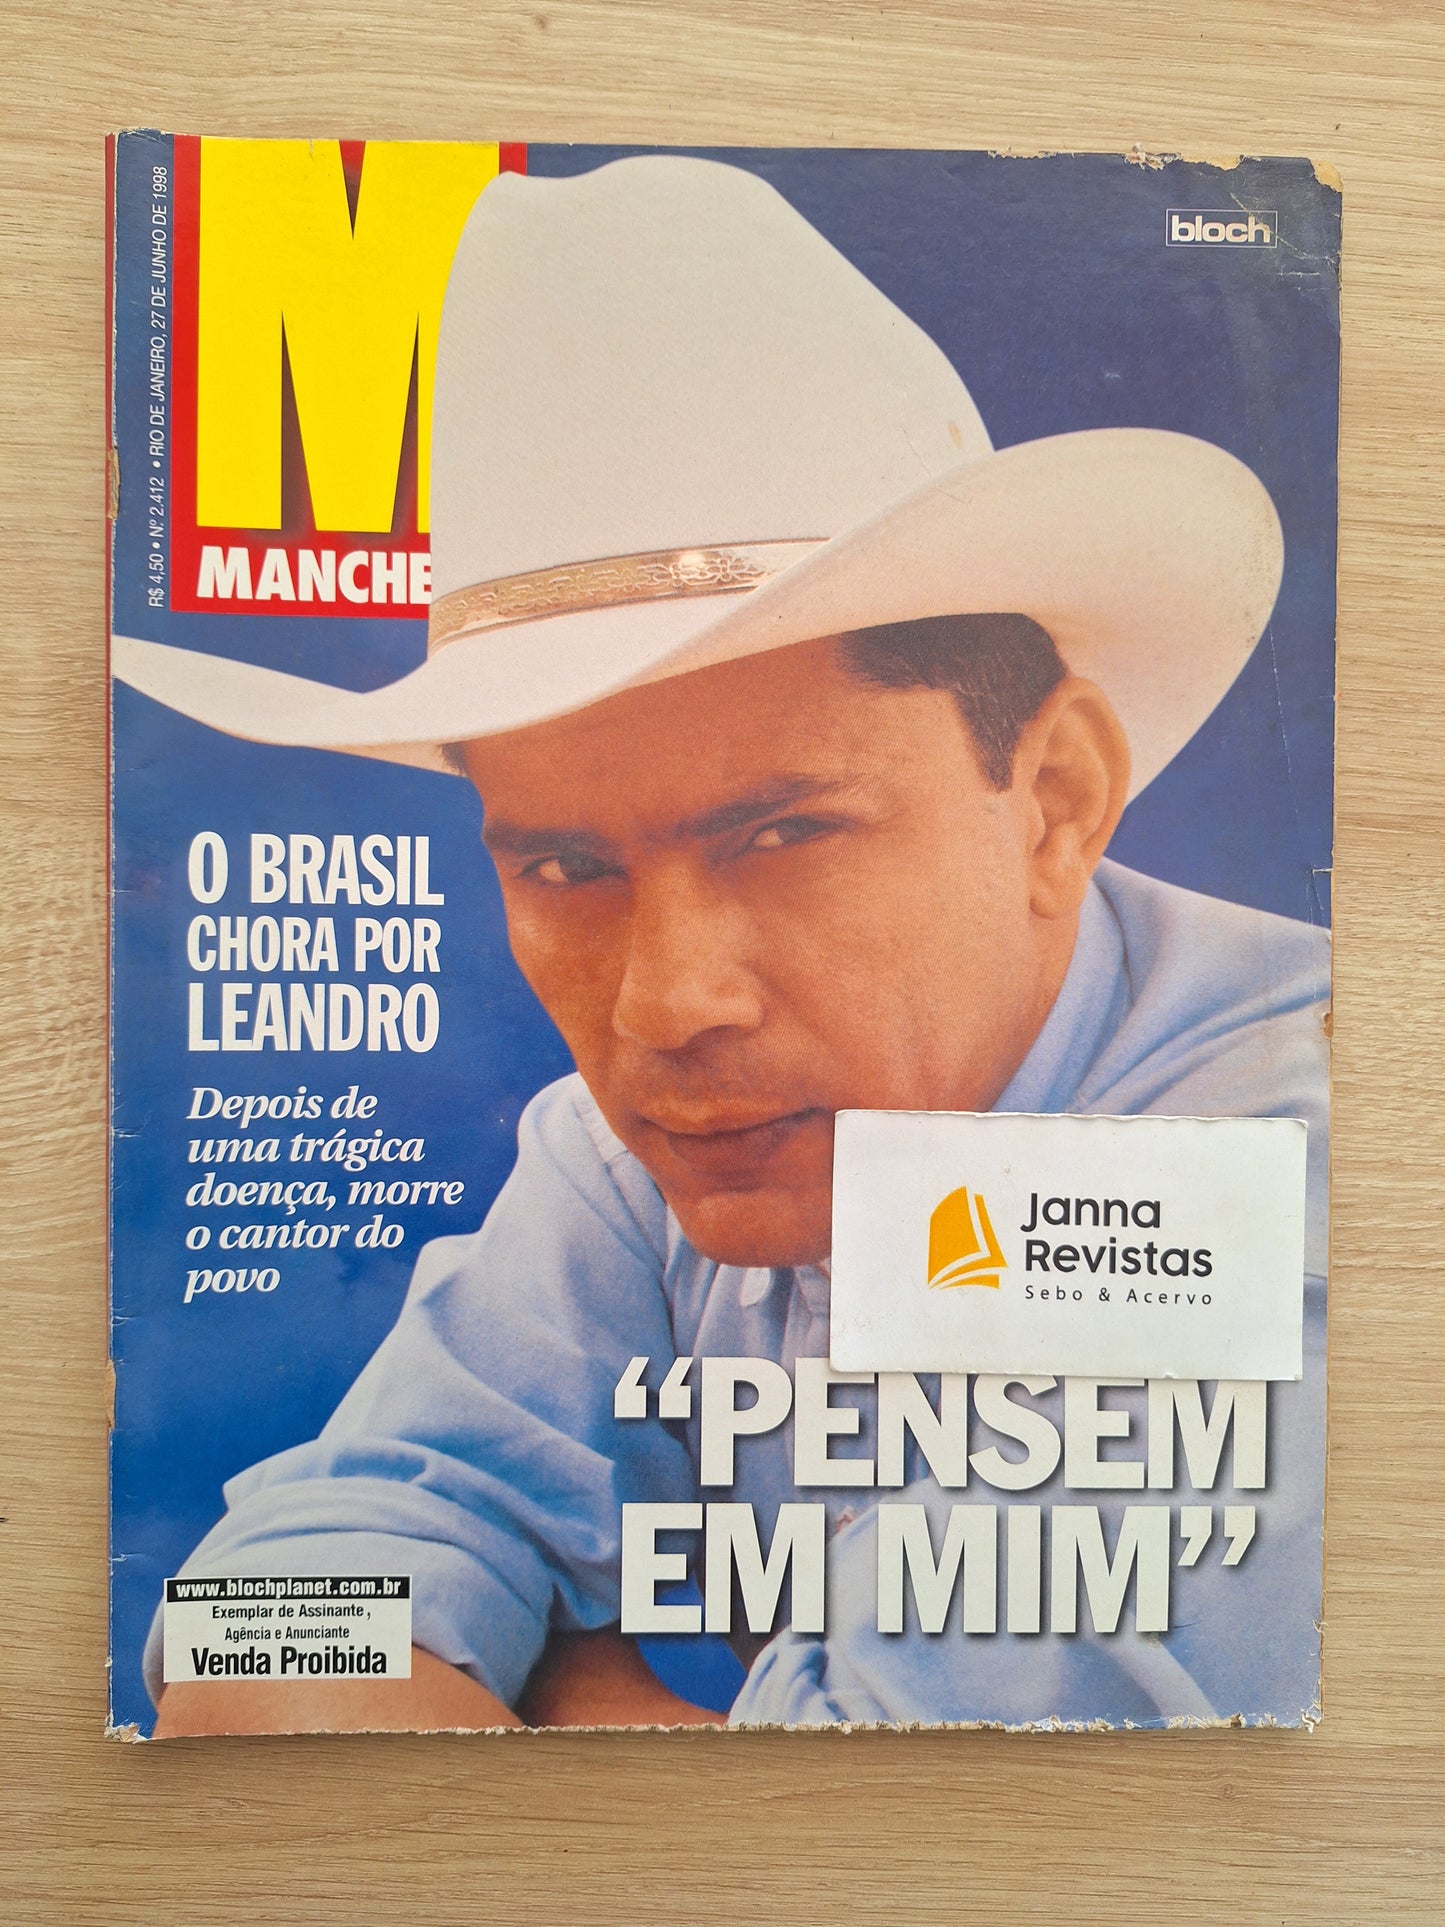 R$ 4,50 • Nº 2.412 • RIO DE JANEIRO, 27 DE JUNHO DE 1998
M
MANCHE
bloch
O BRASIL
CHORA POR
LEANDRO
Depois de
uma trágica
doença, morre
o cantor do
povo
Janna
Revistas
Sebo & Acervo
“PENSEM
EM MIM”
www.blochplanet.com.br
Exemplar de Assinante,
Agência e Anunciante
Venda Proibida